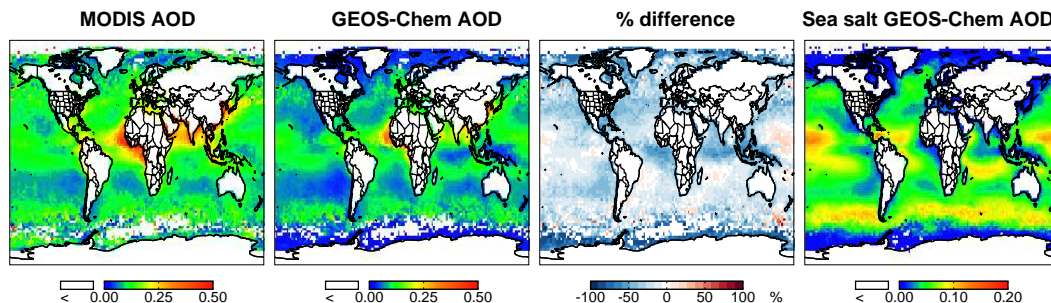 MODIS AOD
GEOS-Chem AOD
% difference
Sea salt GEOS-Chem AOD
< 0.00 0.25 0.50
< 0.00 0.25 0.50
-100 -50 0 50 100 %
< 0.00 0.10 0.20